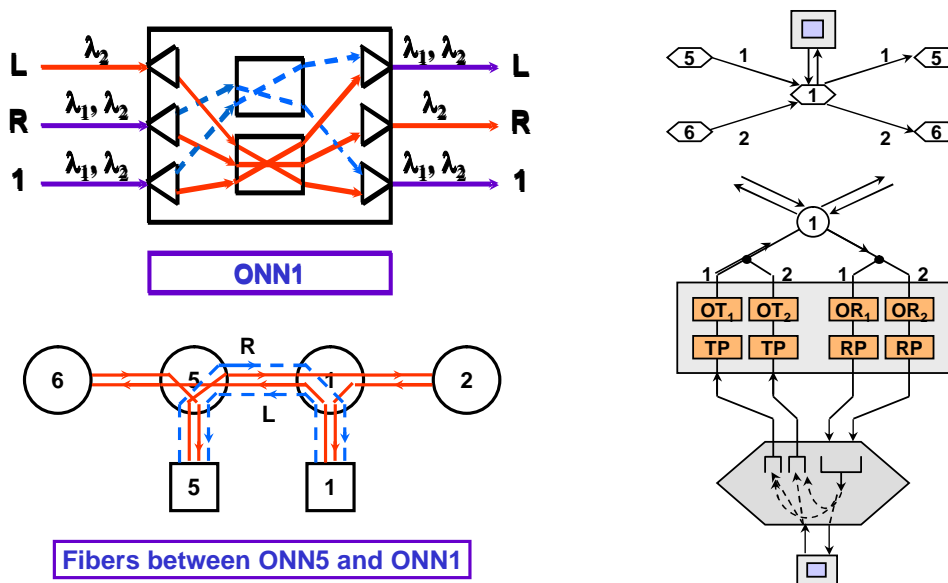 L λ₂ λ₁, λ₂ L
R λ₁, λ₂ λ₂ R
1 λ₁, λ₂ λ₁, λ₂ 1
ONN1
R
6 5 1 2
L
5 1
Fibers between ONN5 and ONN1
5 1 1 5
1
6 2 2 6
1
1 2 1 2
OT₁ OT₂ OR₁ OR₂
TP TP RP RP